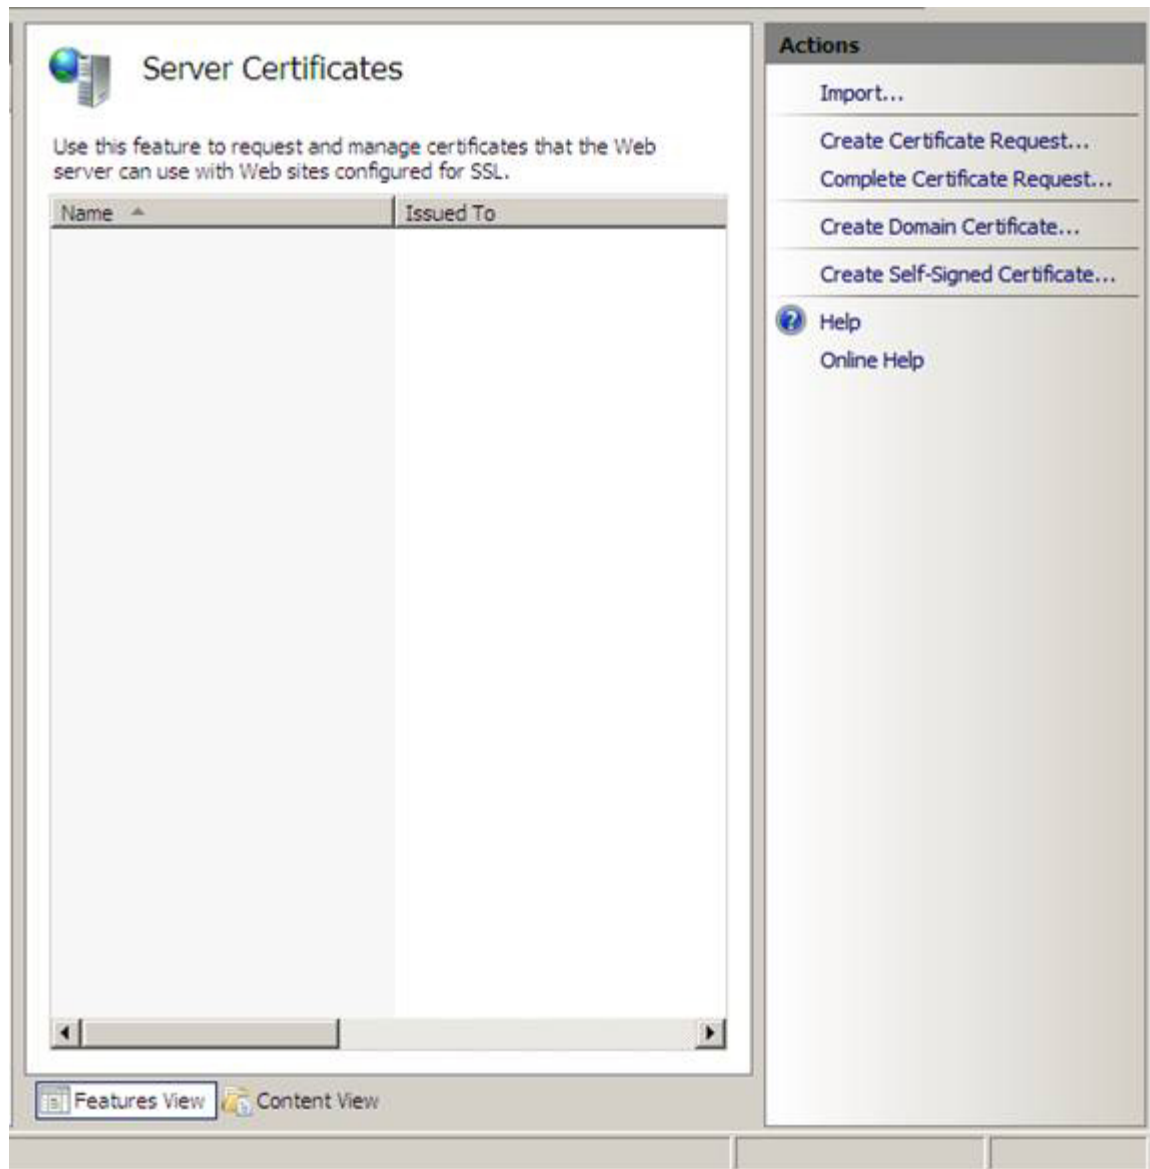 Server Certificates
Use this feature to request and manage certificates that the Web
server can use with Web sites configured for SSL.
Name
Issued To
Features View
Content View
Actions
Import...
Create Certificate Request...
Complete Certificate Request...
Create Domain Certificate...
Create Self-Signed Certificate...
Help
Online Help